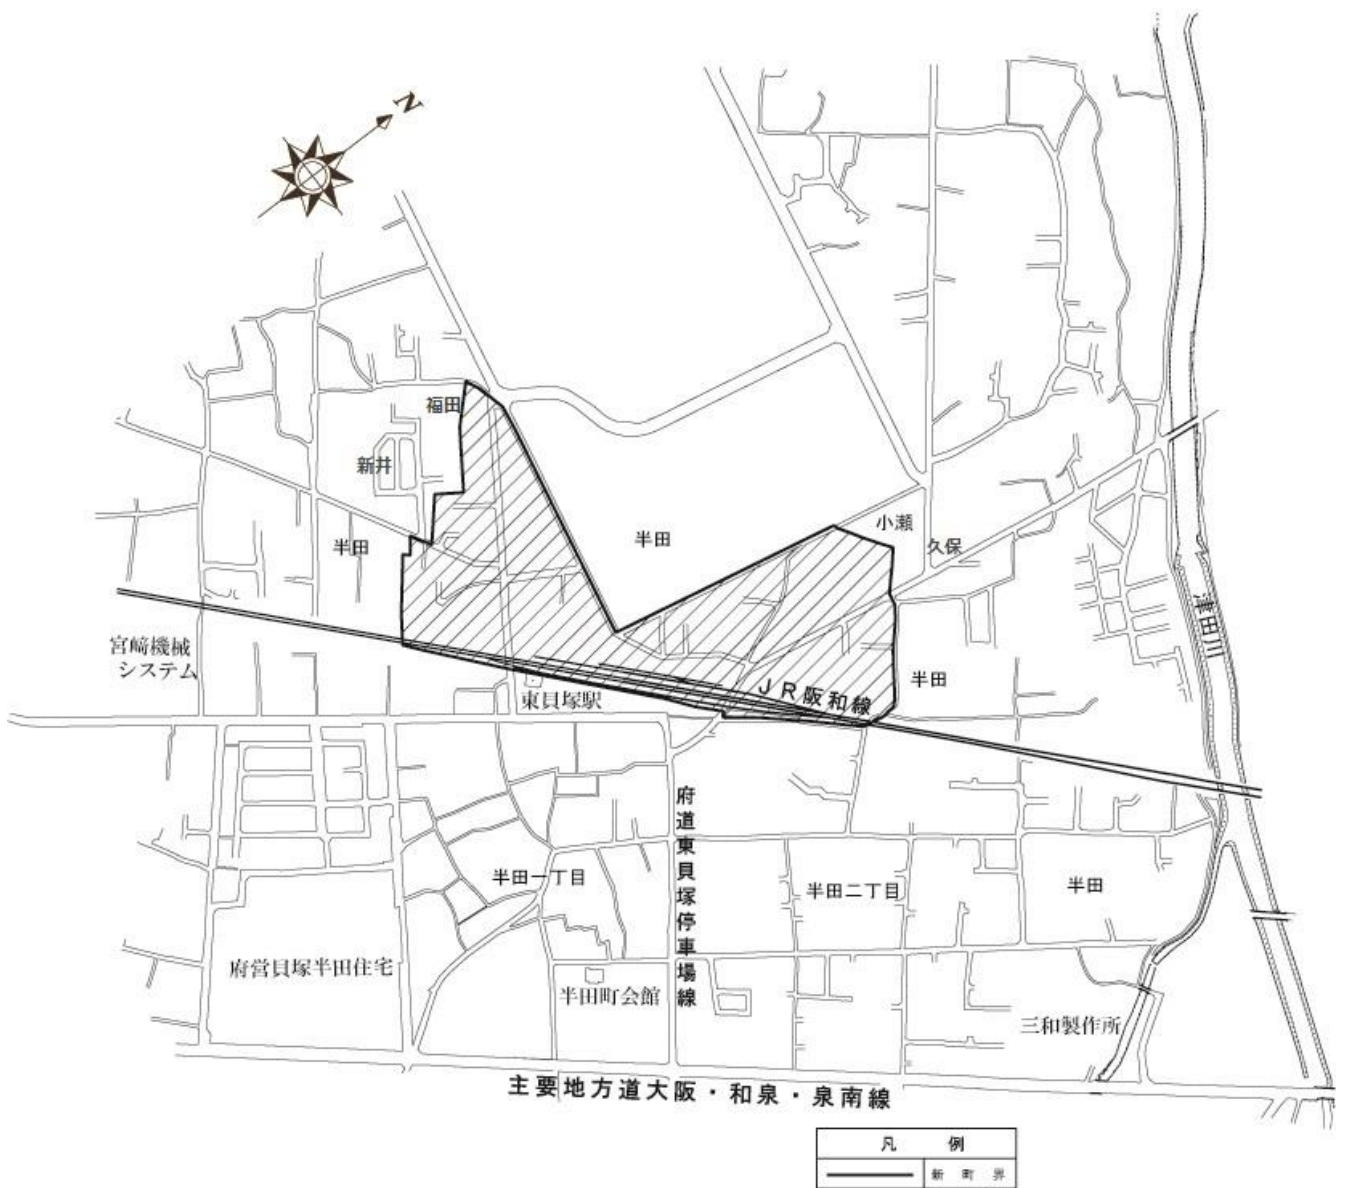 N
福田
新井
半田
半田
小瀬
久保
津田川
宮﨑機械
システム
東貝塚駅
JR阪和線
半田
府道東貝塚停車場線
半田一丁目
半田二丁目
半田
府営貝塚半田住宅
半田町会館
三和製作所
主要地方道大阪・和泉・泉南線
凡 例
新 町 界